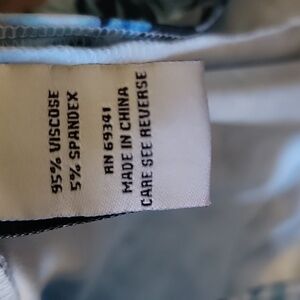 95% VISCOSE
5% SPANDEX
RN 69341
MADE IN CHINA
CARE SEE REVERSE